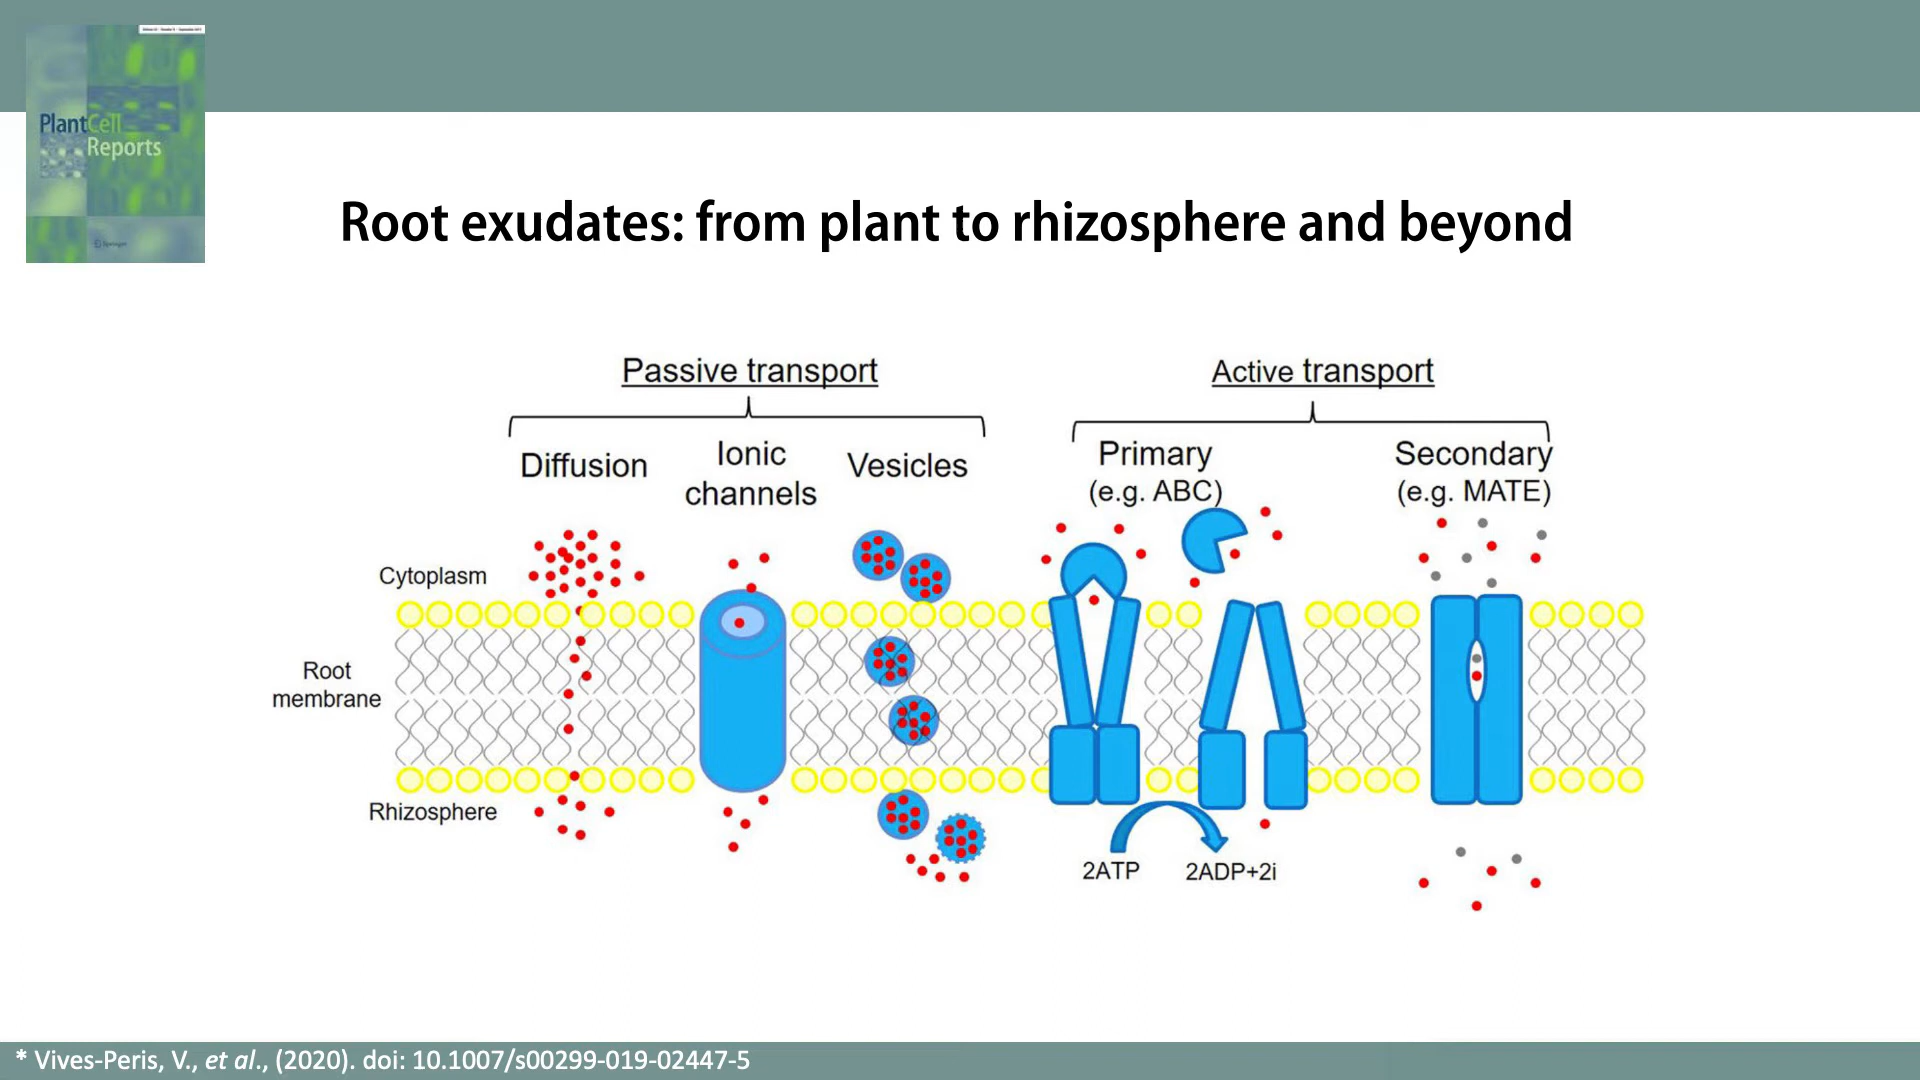 PlantCell
Reports
Springer
Root exudates: from plant to rhizosphere and beyond
Passive transport
Active transport
Diffusion
Ionic
channels
Vesicles
Primary
(e.g. ABC)
Secondary
(e.g. MATE)
Cytoplasm
Root
membrane
Rhizosphere
2ATP
2ADP+2i
* Vives-Peris, V., et al., (2020). doi: 10.1007/s00299-019-02447-5